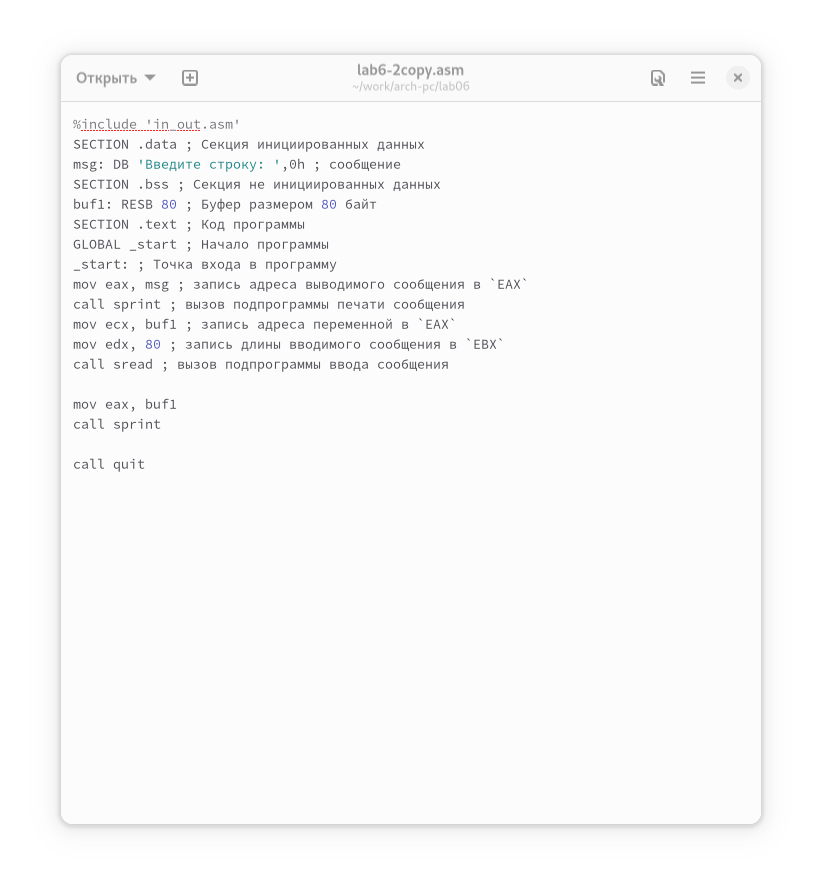 Открыть
lab6-2copy.asm
~/work/arch-pc/lab06
%include 'in_out.asm'
SECTION .data ; Секция инициированных данных
msg: DB 'Введите строку: ',0h ; сообщение
SECTION .bss ; Секция не инициированных данных
buf1: RESB 80 ; Буфер размером 80 байт
SECTION .text ; Код программы
GLOBAL _start ; Начало программы
_start: ; Точка входа в программу
mov eax, msg ; запись адреса выводимого сообщения в `EAX`
call sprint ; вызов подпрограммы печати сообщения
mov ecx, buf1 ; запись адреса переменной в `EAX`
mov edx, 80 ; запись длины вводимого сообщения в `EBX`
call sread ; вызов подпрограммы ввода сообщения
mov eax, buf1
call sprint
call quit